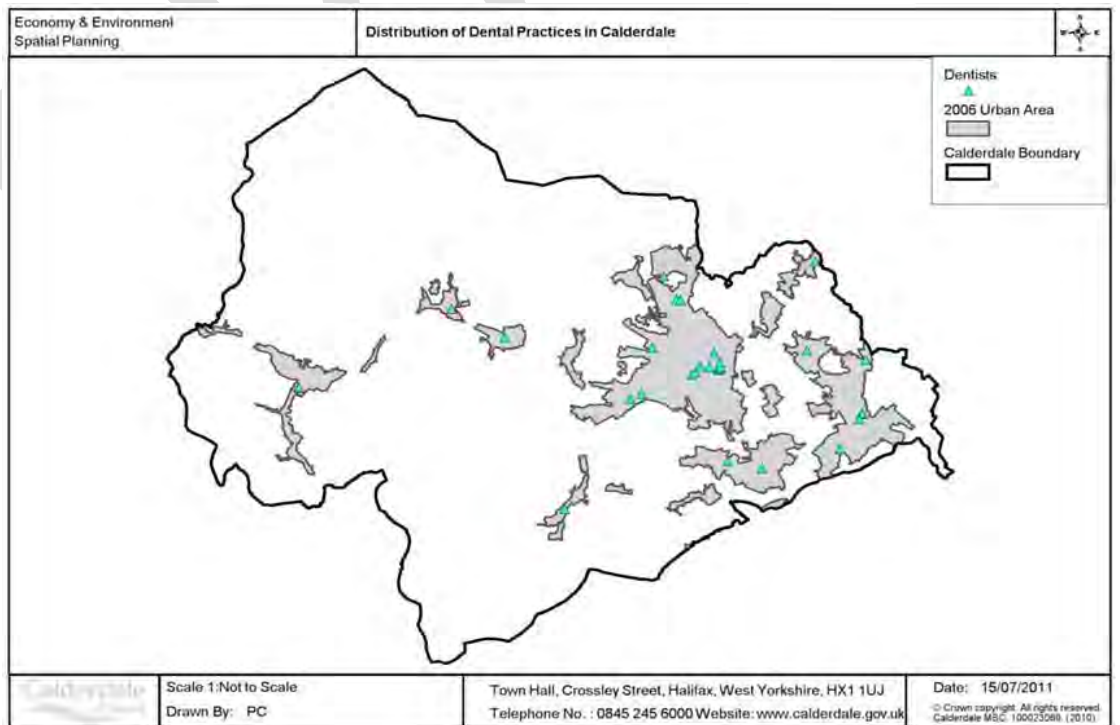 Economy & Environment
Spatial Planning
Distribution of Dental Practices in Calderdale
Dentists
2006 Urban Area
Calderdale Boundary
Calderdale
Scale 1:Not to Scale
Drawn By: PC
Town Hall, Crossley Street, Halifax, West Yorkshire, HX1 1UJ
Telephone No. : 0845 245 6000 Website: www.calderdale.gov.uk
Date: 15/07/2011
© Crown copyright. All rights reserved.
Calderdale MBC. (2010)